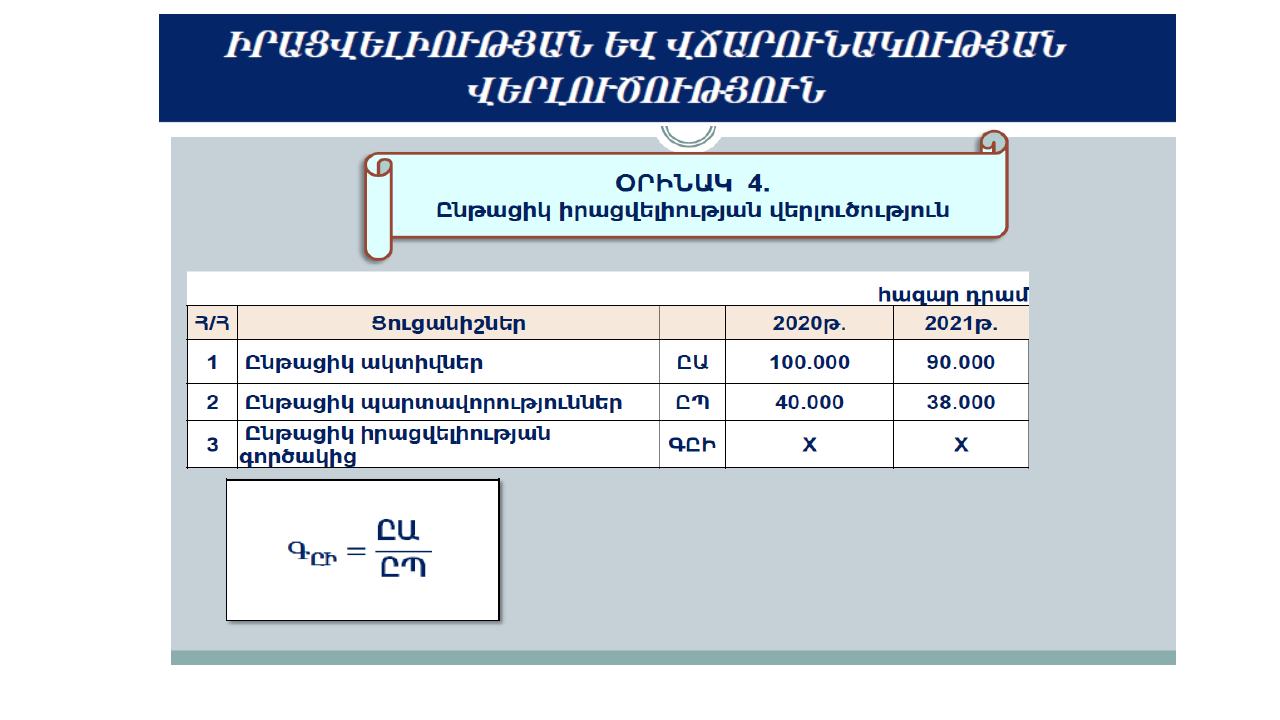 ԻՐԱՑՎԵԼԻՈՒԹՅԱՆ ԵՎ ՎՃԱՐՈՒՆԱԿՈՒԹՅԱՆ
ՎԵՐԼՈՒԾՈՒԹՅՈՒՆ
ՕՐԻՆԱԿ 4.
Ընթացիկ իրացվելիության վերլուծություն
հազար դրամ
Հ/Հ Ցուցանիշներ 2020թ. 2021թ.
1 Ընթացիկ ակտիվներ ԸԱ 100.000 90.000
2 Ընթացիկ պարտավորություններ ԸՊ 40.000 38.000
3 Ընթացիկ իրացվելիության
գործակից ԳԸԻ X X
ԸԱ
ԳԸԻ =
ԸՊ